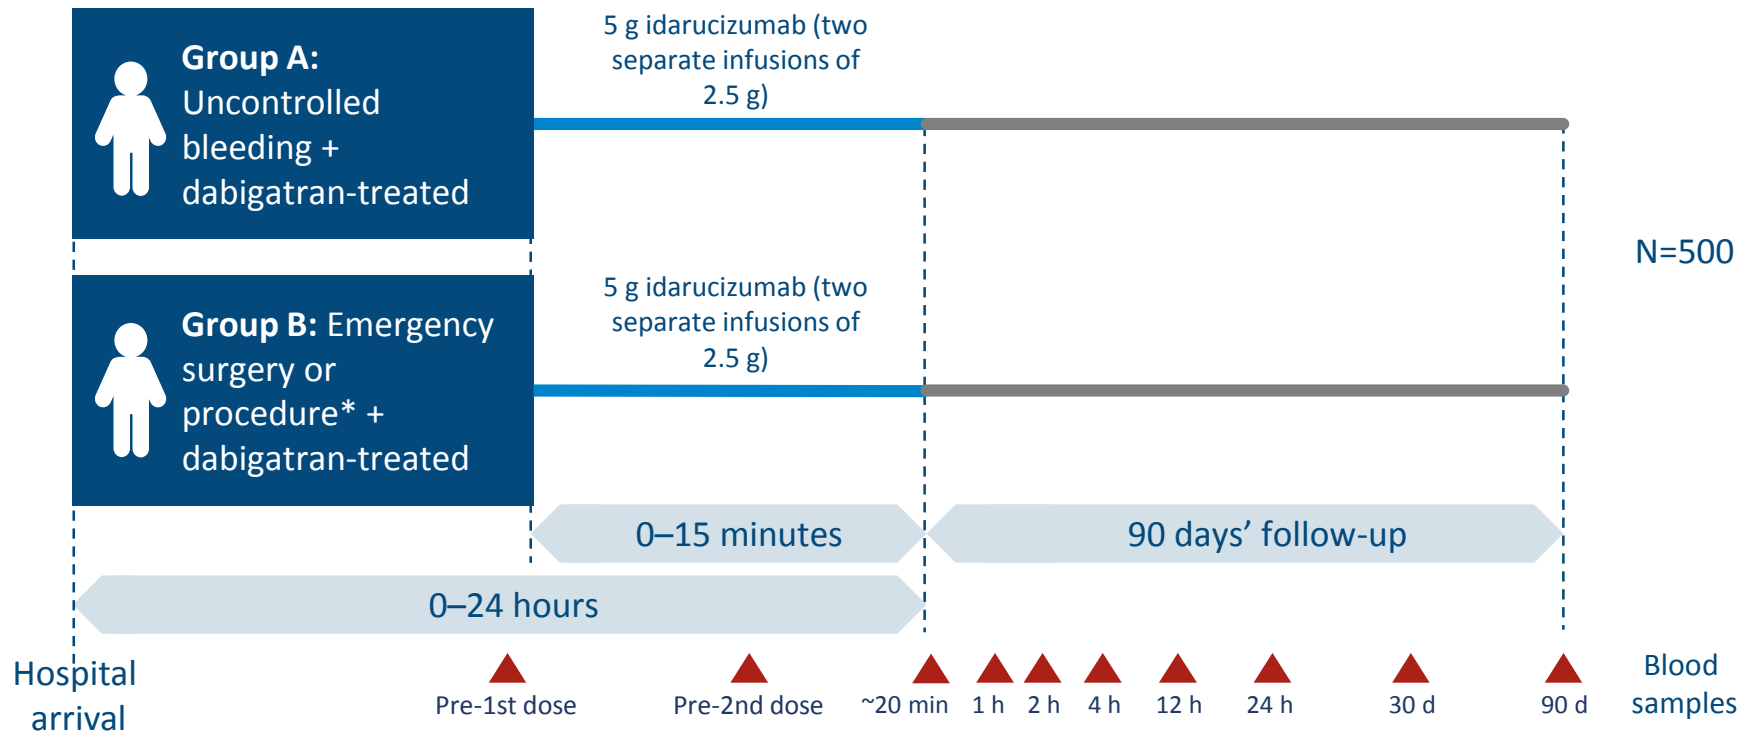 Group A:
Uncontrolled
bleeding +
dabigatran-treated
5 g idarucizumab (two
separate infusions of
2.5 g)
N=500
Group B: Emergency
surgery or
procedure* +
dabigatran-treated
5 g idarucizumab (two
separate infusions of
2.5 g)
0–15 minutes
90 days’ follow-up
0–24 hours
Hospital
arrival
Pre-1st dose
Pre-2nd dose
~20 min
1 h
2 h
4 h
12 h
24 h
30 d
90 d
Blood
samples